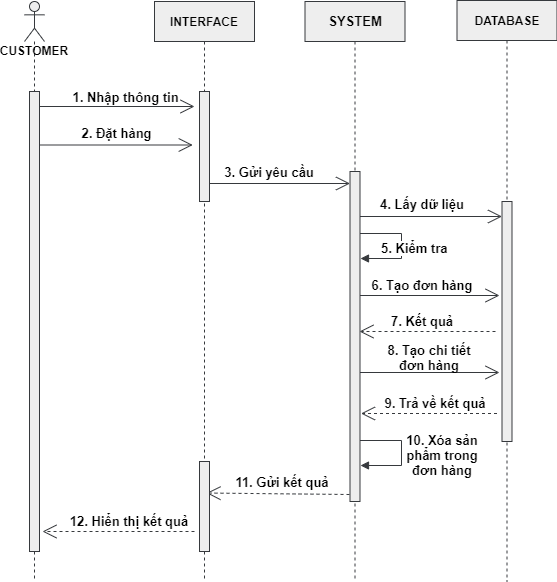 CUSTOMER
INTERFACE
SYSTEM
DATABASE
1. Nhập thông tin
2. Đặt hàng
3. Gửi yêu cầu
4. Lấy dữ liệu
5. Kiểm tra
6. Tạo đơn hàng
7. Kết quả
8. Tạo chi tiết
đơn hàng
9. Trả về kết quả
10. Xóa sản
phẩm trong
đơn hàng
11. Gửi kết quả
12. Hiển thị kết quả